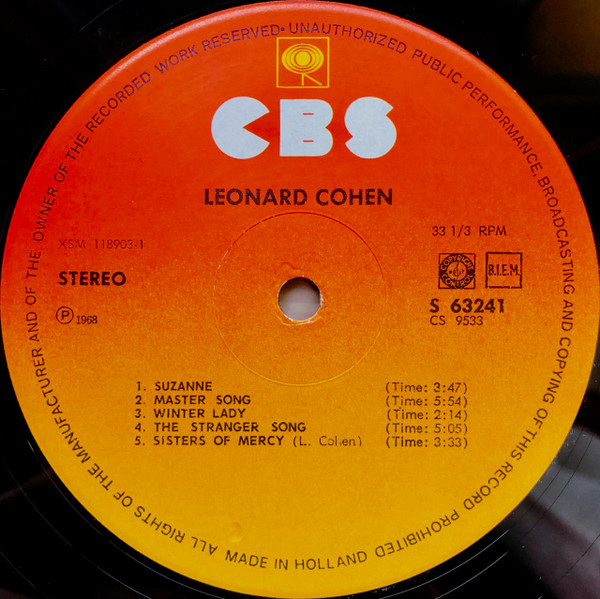 ALL RIGHTS OF THE MANUFACTURER AND OF THE OWNER OF THE RECORDED WORK RESERVED • UNAUTHORIZED PUBLIC PERFORMANCE, BROADCASTING AND COPYING OF THIS RECORD PROHIBITED
CBS
LEONARD COHEN
XSM 118903-1
33 1/3 RPM
STEREO
B.I.E.M.
S 63241
CS 9533
Ⓟ 1968
1. SUZANNE (Time: 3:47)
2. MASTER SONG (Time: 5:54)
3. WINTER LADY (Time: 2:14)
4. THE STRANGER SONG (Time: 5:05)
5. SISTERS OF MERCY (L. Cohen) (Time: 3:33)
MADE IN HOLLAND